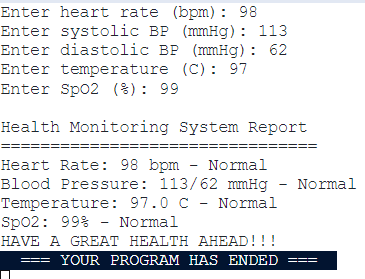 Enter heart rate (bpm): 98
Enter systolic BP (mmHg): 113
Enter diastolic BP (mmHg): 62
Enter temperature (C): 97
Enter SpO2 (%): 99

Health Monitoring System Report
================================
Heart Rate: 98 bpm - Normal
Blood Pressure: 113/62 mmHg - Normal
Temperature: 97.0 C - Normal
SpO2: 99% - Normal
HAVE A GREAT HEALTH AHEAD!!!
=== YOUR PROGRAM HAS ENDED ===